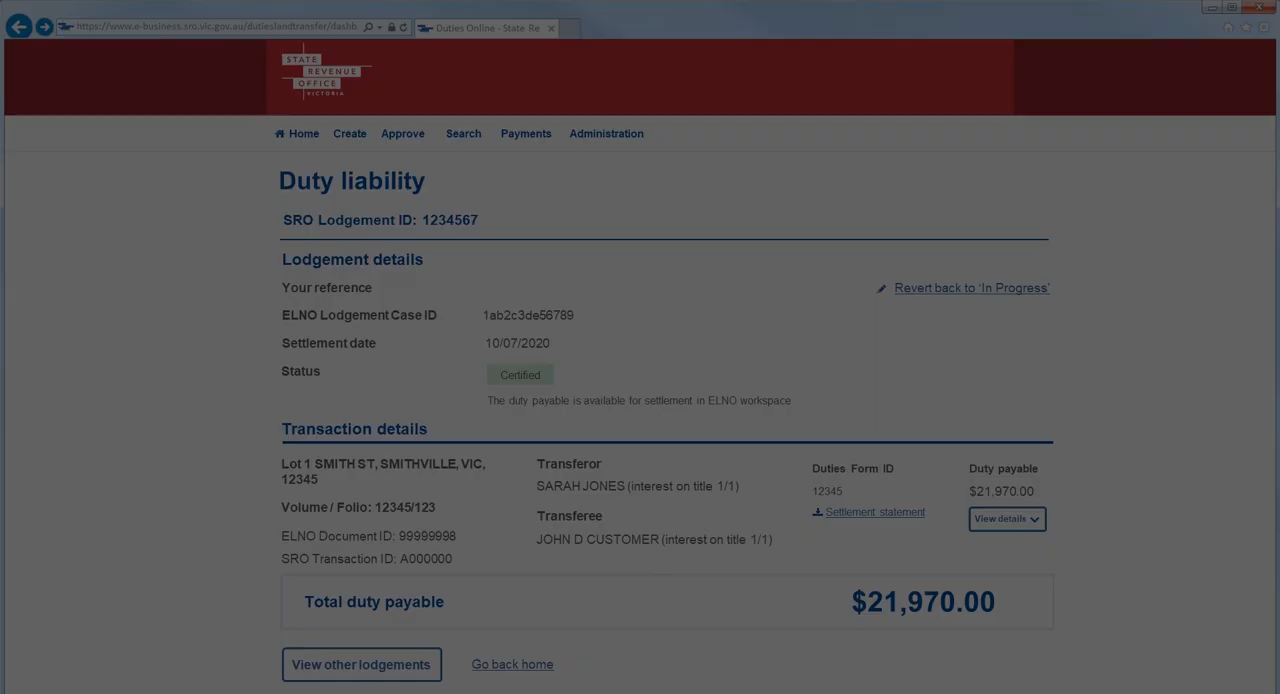 https://www.e-business.sro.vic.gov.au/dutieslandtransfer/dashb
Duties Online - State Re
STATE
REVENUE
OFFICE
VICTORIA
Home Create Approve Search Payments Administration
Duty liability
SRO Lodgement ID: 1234567
Lodgement details
Your reference
Revert back to ‘In Progress’
ELNO Lodgement Case ID 1ab2c3de56789
Settlement date 10/07/2020
Status Certified
The duty payable is available for settlement in ELNO workspace
Transaction details
Lot 1 SMITH ST, SMITHVILLE, VIC,
12345
Volume / Folio: 12345/123
ELNO Document ID: 99999998
SRO Transaction ID: A000000
Transferor
SARAH JONES (interest on title 1/1)
Transferee
JOHN D CUSTOMER (interest on title 1/1)
Duties Form ID
12345
Settlement statement
Duty payable
$21,970.00
View details
Total duty payable $21,970.00
View other lodgements Go back home